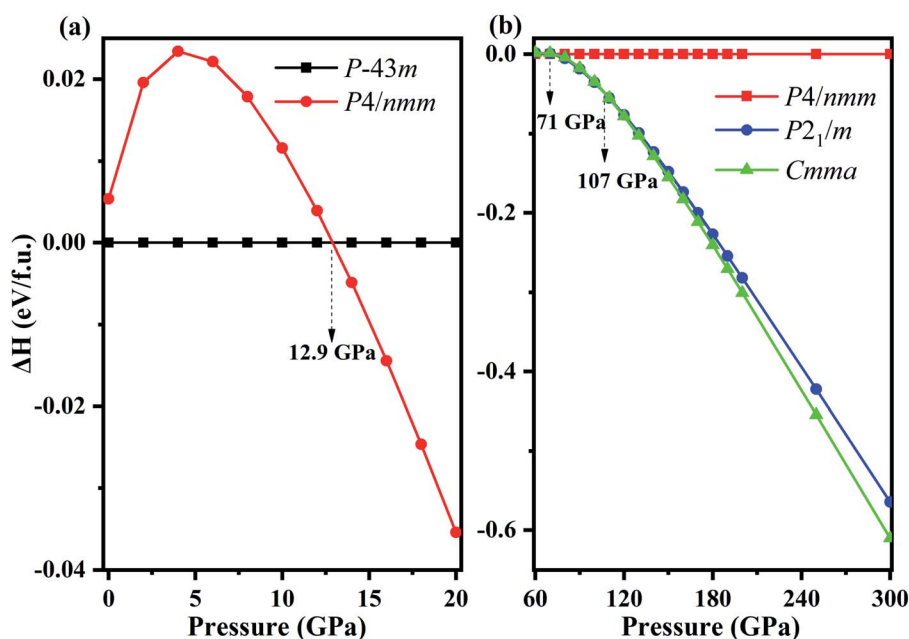 (a)
P-43m
P4/nmm
12.9 GPa
ΔH (eV/f.u.)
0.02
0.00
-0.02
-0.04
0 5 10 15 20
Pressure (GPa)
(b)
P4/nmm
P2₁/m
Cmma
71 GPa
107 GPa
0.0
-0.2
-0.4
-0.6
60 120 180 240 300
Pressure (GPa)